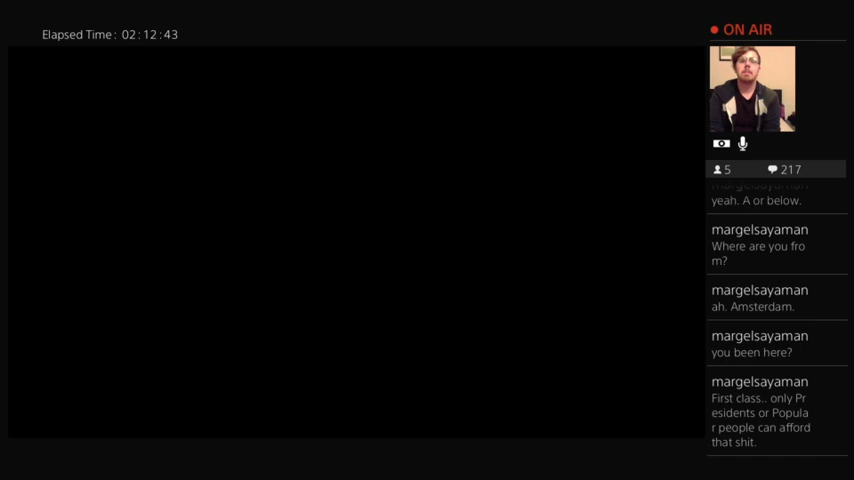 Elapsed Time: 02:12:43
ON AIR
5 217
margelsayaman
yeah. A or below.
margelsayaman
Where are you fro
m?
margelsayaman
ah. Amsterdam.
margelsayaman
you been here?
margelsayaman
First class.. only Pr
esidents or Popula
r people can afford
that shit.